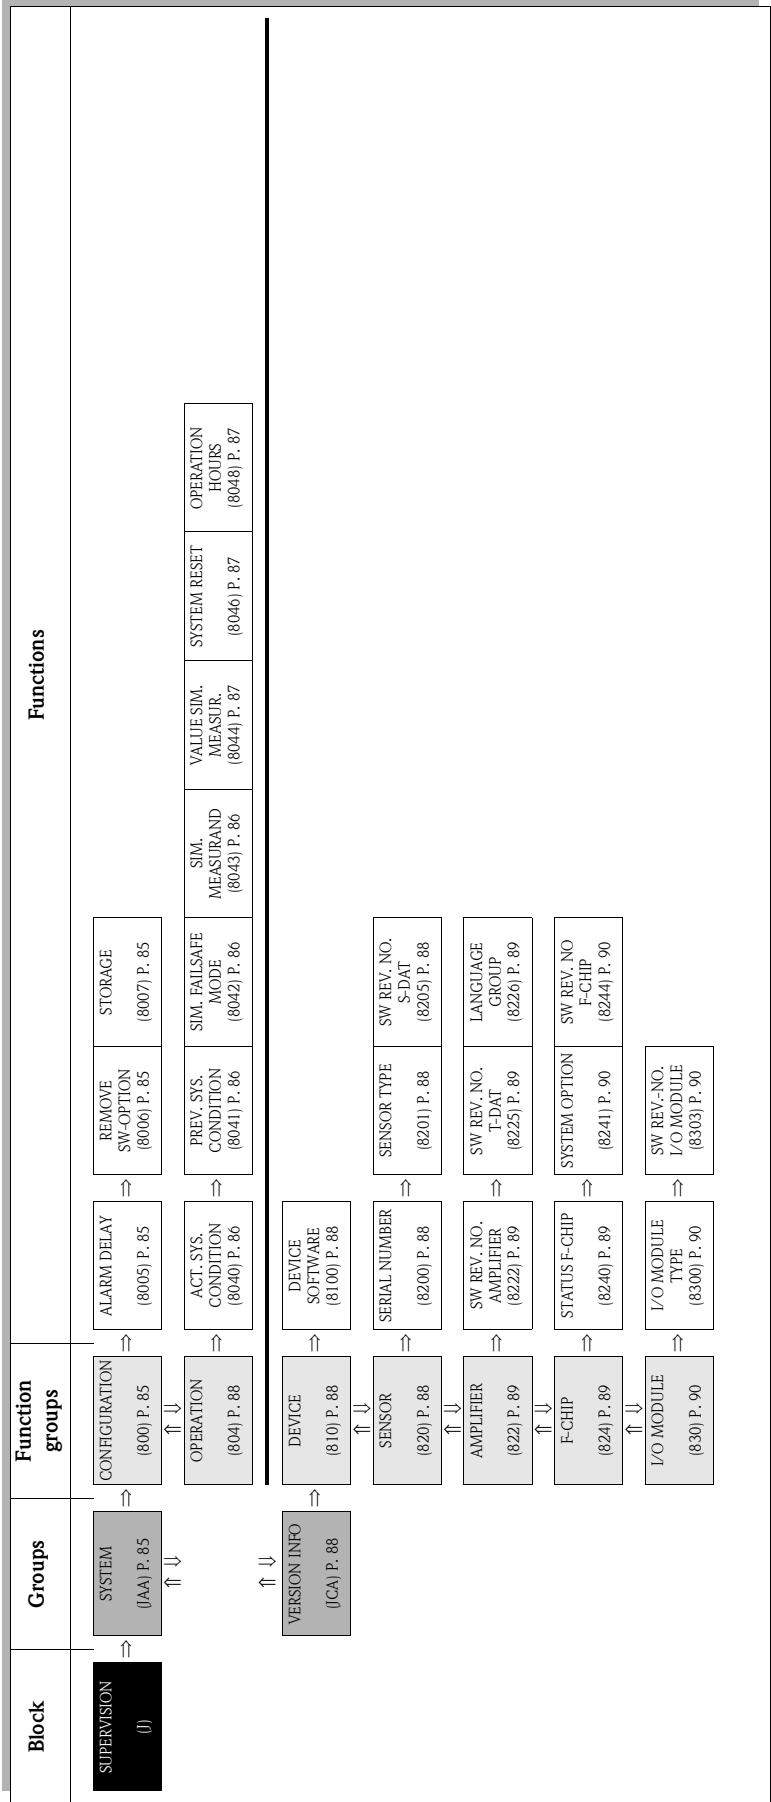 Block
Groups
Function
groups
Functions
SUPERVISION
(J)
⇒
SYSTEM
(JAA) P. 85
⇒
CONFIGURATION
(800) P. 85
⇒
ALARM DELAY
(8005) P. 85
⇒
REMOVE
SW-OPTION
(8006) P. 85
STORAGE
(8007) P. 85
⇑⇓
⇑⇓
OPERATION
(804) P. 88
⇒
ACT. SYS.
CONDITION
(8040) P. 86
⇒
PREV. SYS.
CONDITION
(8041) P. 86
SIM. FAILSAFE
MODE
(8042) P. 86
SIM.
MEASURAND
(8043) P. 86
VALUE SIM.
MEASUR.
(8044) P. 87
SYSTEM RESET
(8046) P. 87
OPERATION
HOURS
(8048) P. 87
⇑⇓
VERSION INFO
(JCA) P. 88
⇒
DEVICE
(810) P. 88
⇒
DEVICE
SOFTWARE
(8100) P. 88
⇑⇓
SENSOR
(820) P. 88
⇒
SERIAL NUMBER
(8200) P. 88
⇒
SENSOR TYPE
(8201) P. 88
SW REV. NO.
S-DAT
(8205) P. 88
⇑⇓
AMPLIFIER
(822) P. 89
⇒
SW REV. NO.
AMPLIFIER
(8222) P. 89
⇒
SW REV. NO.
T-DAT
(8225) P. 89
LANGUAGE
GROUP
(8226) P. 89
⇑⇓
F-CHIP
(824) P. 89
⇒
STATUS F-CHIP
(8240) P. 89
⇒
SYSTEM OPTION
(8241) P. 90
SW REV. NO
F-CHIP
(8244) P. 90
⇑⇓
I/O MODULE
(830) P. 90
⇒
I/O MODULE
TYPE
(8300) P. 90
⇒
SW REV.-NO.
I/O MODULE
(8303) P. 90